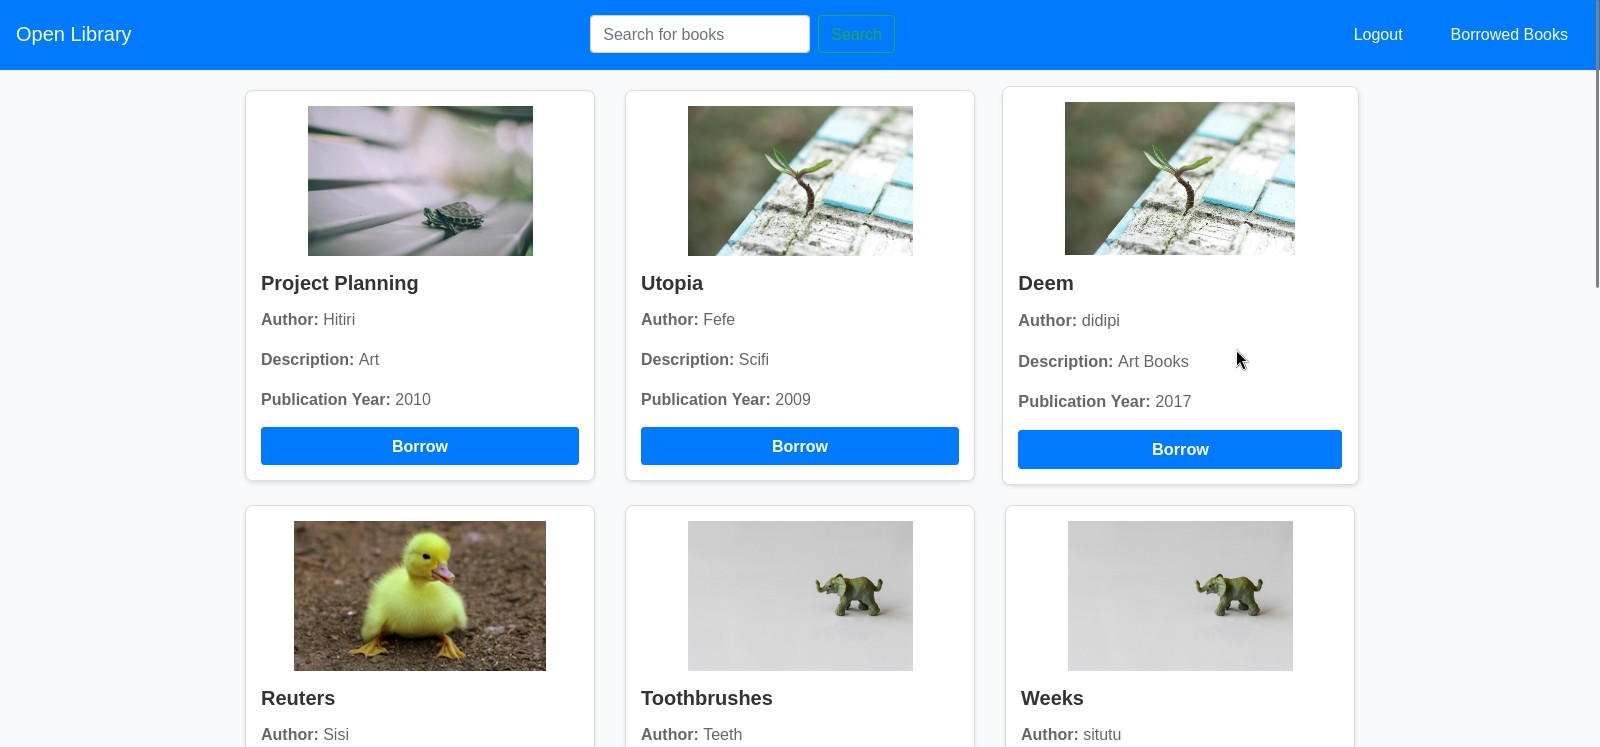 Open Library
Search for books
Search
Logout
Borrowed Books
Project Planning
Author: Hitiri
Description: Art
Publication Year: 2010
Borrow
Utopia
Author: Fefe
Description: Scifi
Publication Year: 2009
Borrow
Deem
Author: didipi
Description: Art Books
Publication Year: 2017
Borrow
Reuters
Author: Sisi
Toothbrushes
Author: Teeth
Weeks
Author: situtu